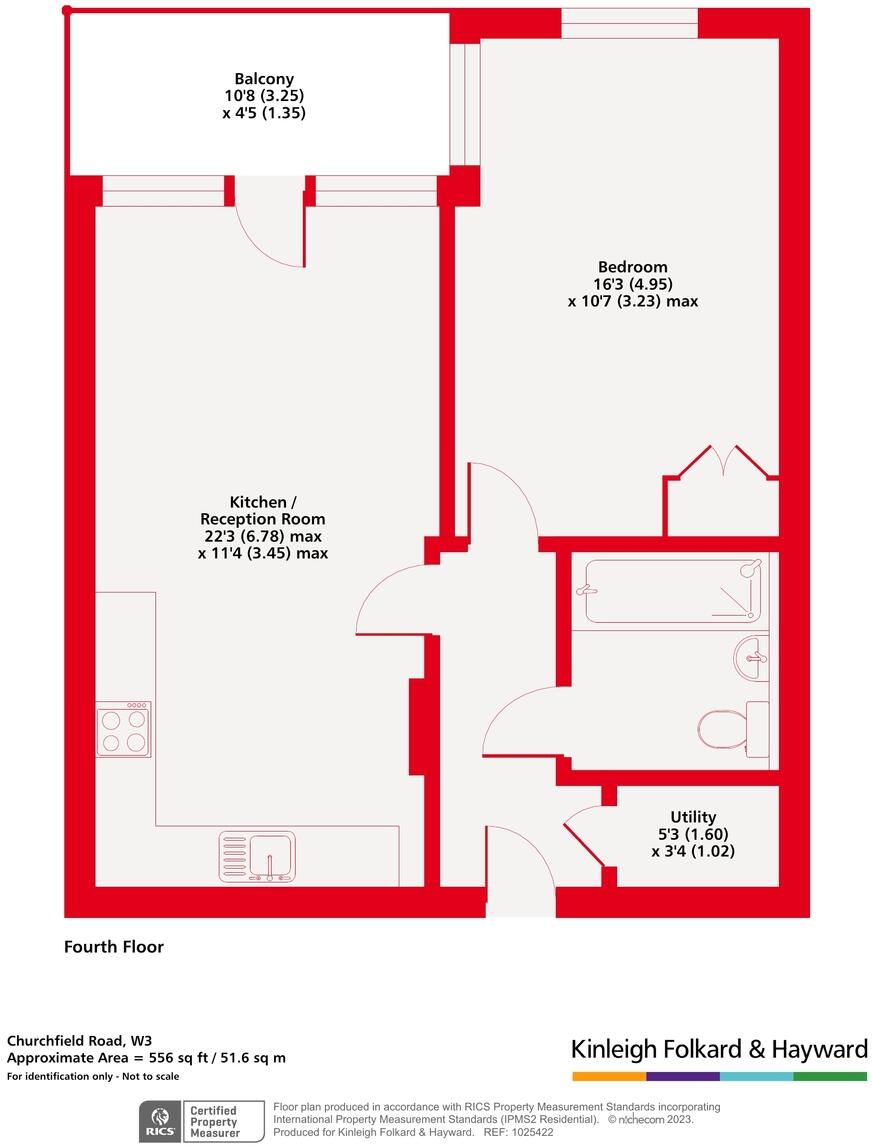 Balcony
10'8 (3.25)
x 4'5 (1.35)
Bedroom
16'3 (4.95)
x 10'7 (3.23) max
Kitchen /
Reception Room
22'3 (6.78) max
x 11'4 (3.45) max
Utility
5'3 (1.60)
x 3'4 (1.02)
Fourth Floor
Churchfield Road, W3
Approximate Area = 556 sq ft / 51.6 sq m
For identification only - Not to scale
Kinleigh Folkard & Hayward
RICS
Certified
Property
Measurer
Floor plan produced in accordance with RICS Property Measurement Standards incorporating
International Property Measurement Standards (IPMS2 Residential). © nichecom 2023.
Produced for Kinleigh Folkard & Hayward. REF: 1025422